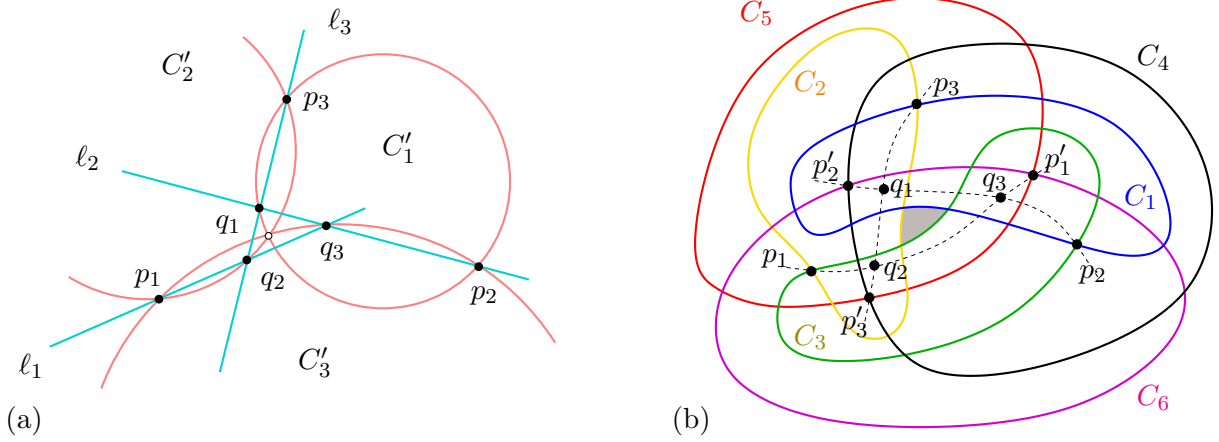 ℓ₃
C′₂
p₃
C′₁
ℓ₂
q₁
q₃
q₂
p₁
p₂
C′₃
ℓ₁
(a)
C₅
C₂
C₄
p₃
p′₂
q₁
q₃
p′₁
C₁
p₁
q₂
p₂
p′₃
C₃
C₆
(b)